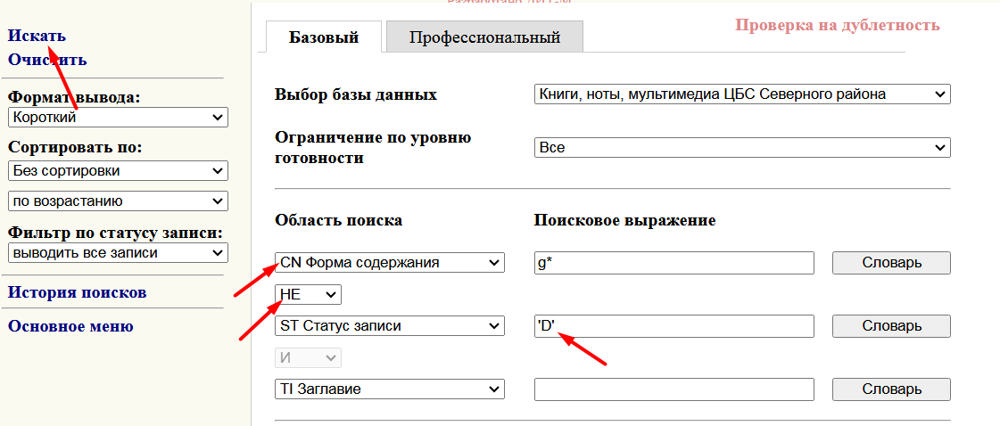 Искать
Очистить
Формат вывода:
Короткий
Сортировать по:
Без сортировки
по возрастанию
Фильтр по статусу записи:
выводить все записи
История поисков
Основное меню
Базовый
Профессиональный
Проверка на дублетность
Выбор базы данных
Книги, ноты, мультимедиа ЦБС Северного района
Ограничение по уровню
готовности
Все
Область поиска
Поисковое выражение
CN Форма содержания
g*
Словарь
НЕ
ST Статус записи
'D'
Словарь
И
TI Заглавие
Словарь